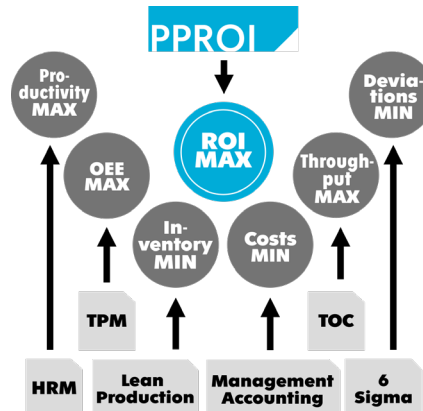 PPROI
Pro-
ductivity
MAX
Devia-
tions
MIN
ROI
MAX
OEE
MAX
Through-
put
MAX
In-
ventory
MIN
Costs
MIN
TPM
TOC
HRM
Lean
Production
Management
Accounting
6
Sigma